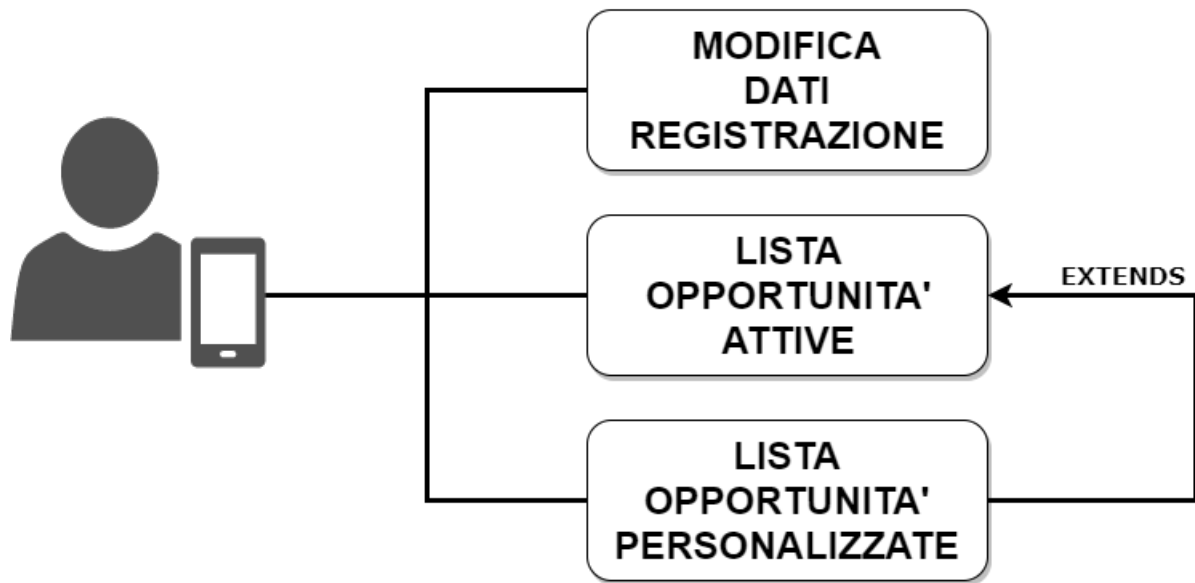 MODIFICA
DATI
REGISTRAZIONE
LISTA
OPPORTUNITA'
ATTIVE
EXTENDS
LISTA
OPPORTUNITA'
PERSONALIZZATE